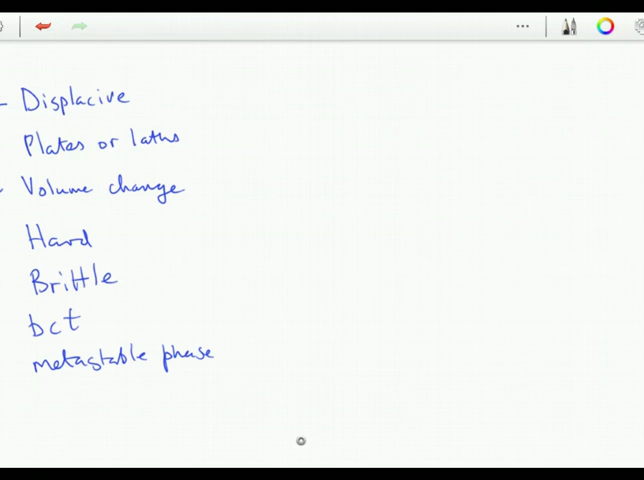 - Displacive
Plates or laths
- Volume change
Hard
Brittle
bct
metastable phase